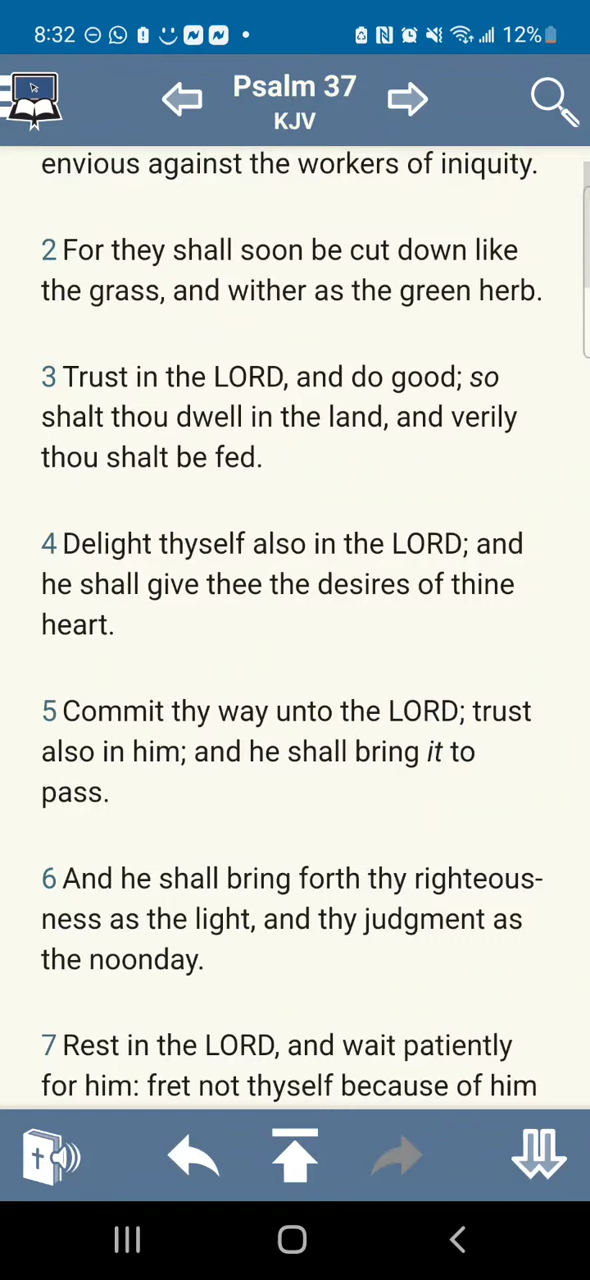 8:32
12%
Psalm 37
KJV
envious against the workers of iniquity.
2 For they shall soon be cut down like
the grass, and wither as the green herb.
3 Trust in the LORD, and do good; so
shalt thou dwell in the land, and verily
thou shalt be fed.
4 Delight thyself also in the LORD; and
he shall give thee the desires of thine
heart.
5 Commit thy way unto the LORD; trust
also in him; and he shall bring it to
pass.
6 And he shall bring forth thy righteous-
ness as the light, and thy judgment as
the noonday.
7 Rest in the LORD, and wait patiently
for him: fret not thyself because of him